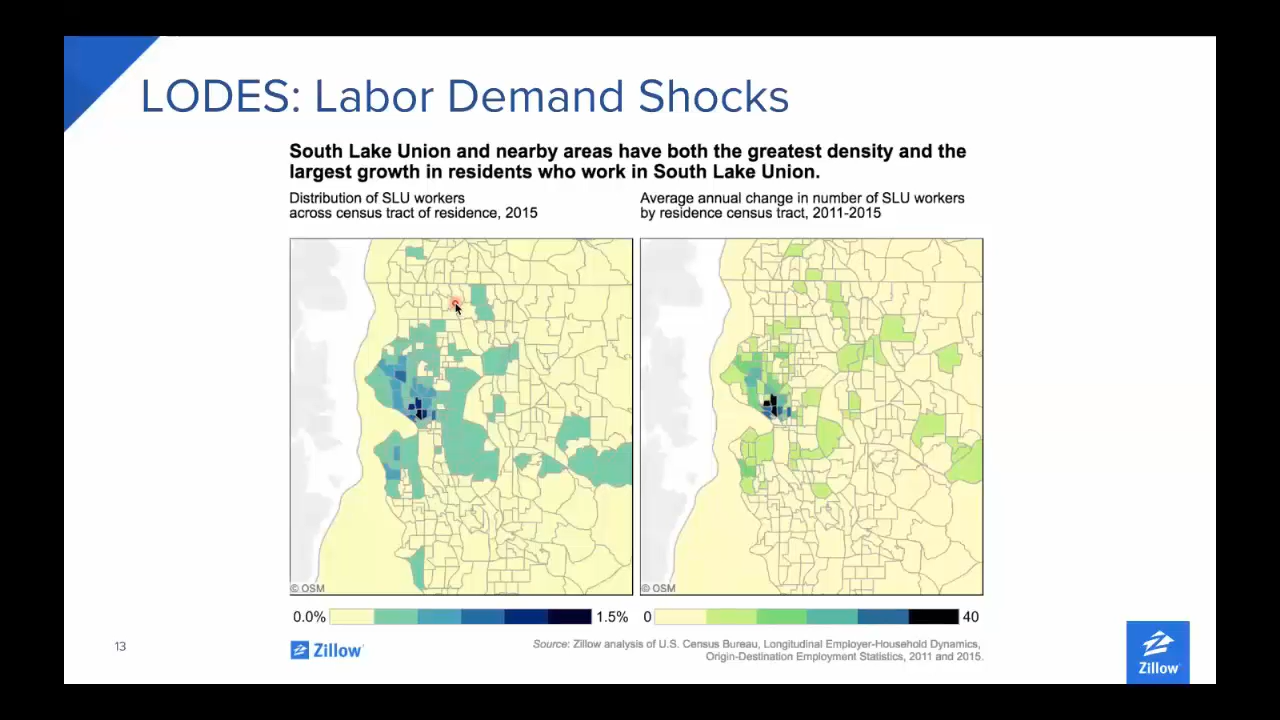 LODES: Labor Demand Shocks
South Lake Union and nearby areas have both the greatest density and the
largest growth in residents who work in South Lake Union.
Distribution of SLU workers
across census tract of residence, 2015
Average annual change in number of SLU workers
by residence census tract, 2011-2015
© OSM
© OSM
0.0% 1.5%
0 40
13
Zillow
Source: Zillow analysis of U.S. Census Bureau, Longitudinal Employer-Household Dynamics,
Origin-Destination Employment Statistics, 2011 and 2015.
Zillow